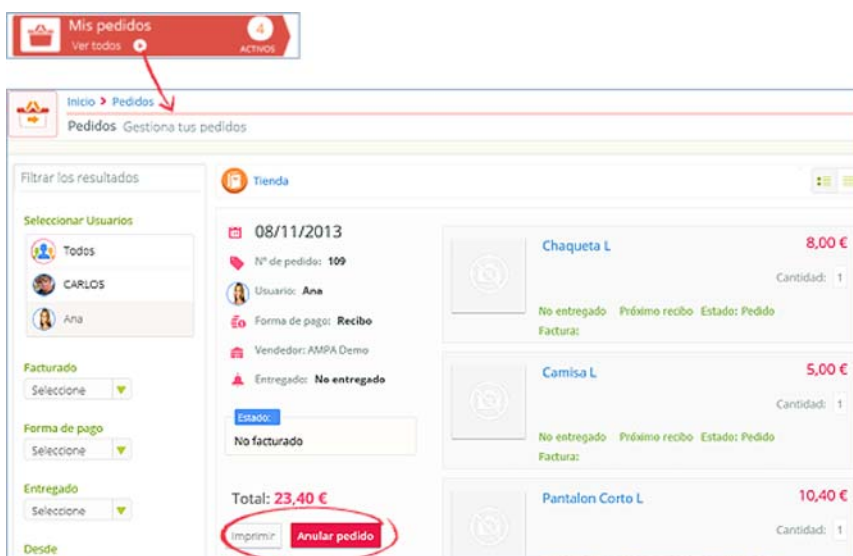 Mis pedidos
Ver todos
4
ACTIVOS
Inicio > Pedidos
Pedidos Gestiona tus pedidos
Filtrar los resultados
Seleccionar Usuarios
Todos
CARLOS
Ana
Facturado
Seleccione
Forma de pago
Seleccione
Entregado
Seleccione
Desde
Tienda
08/11/2013
Nº de pedido: 109
Usuario: Ana
Forma de pago: Recibo
Vendedor: AMPA Demo
Entregado: No entregado
Estado:
No facturado
Total: 23,40 €
Imprimir Anular pedido
Chaqueta L 8,00 €
Cantidad: 1
No entregado Próximo recibo Estado: Pedido
Factura:
Camisa L 5,00 €
Cantidad: 1
No entregado Próximo recibo Estado: Pedido
Factura:
Pantalon Corto L 10,40 €
Cantidad: 1